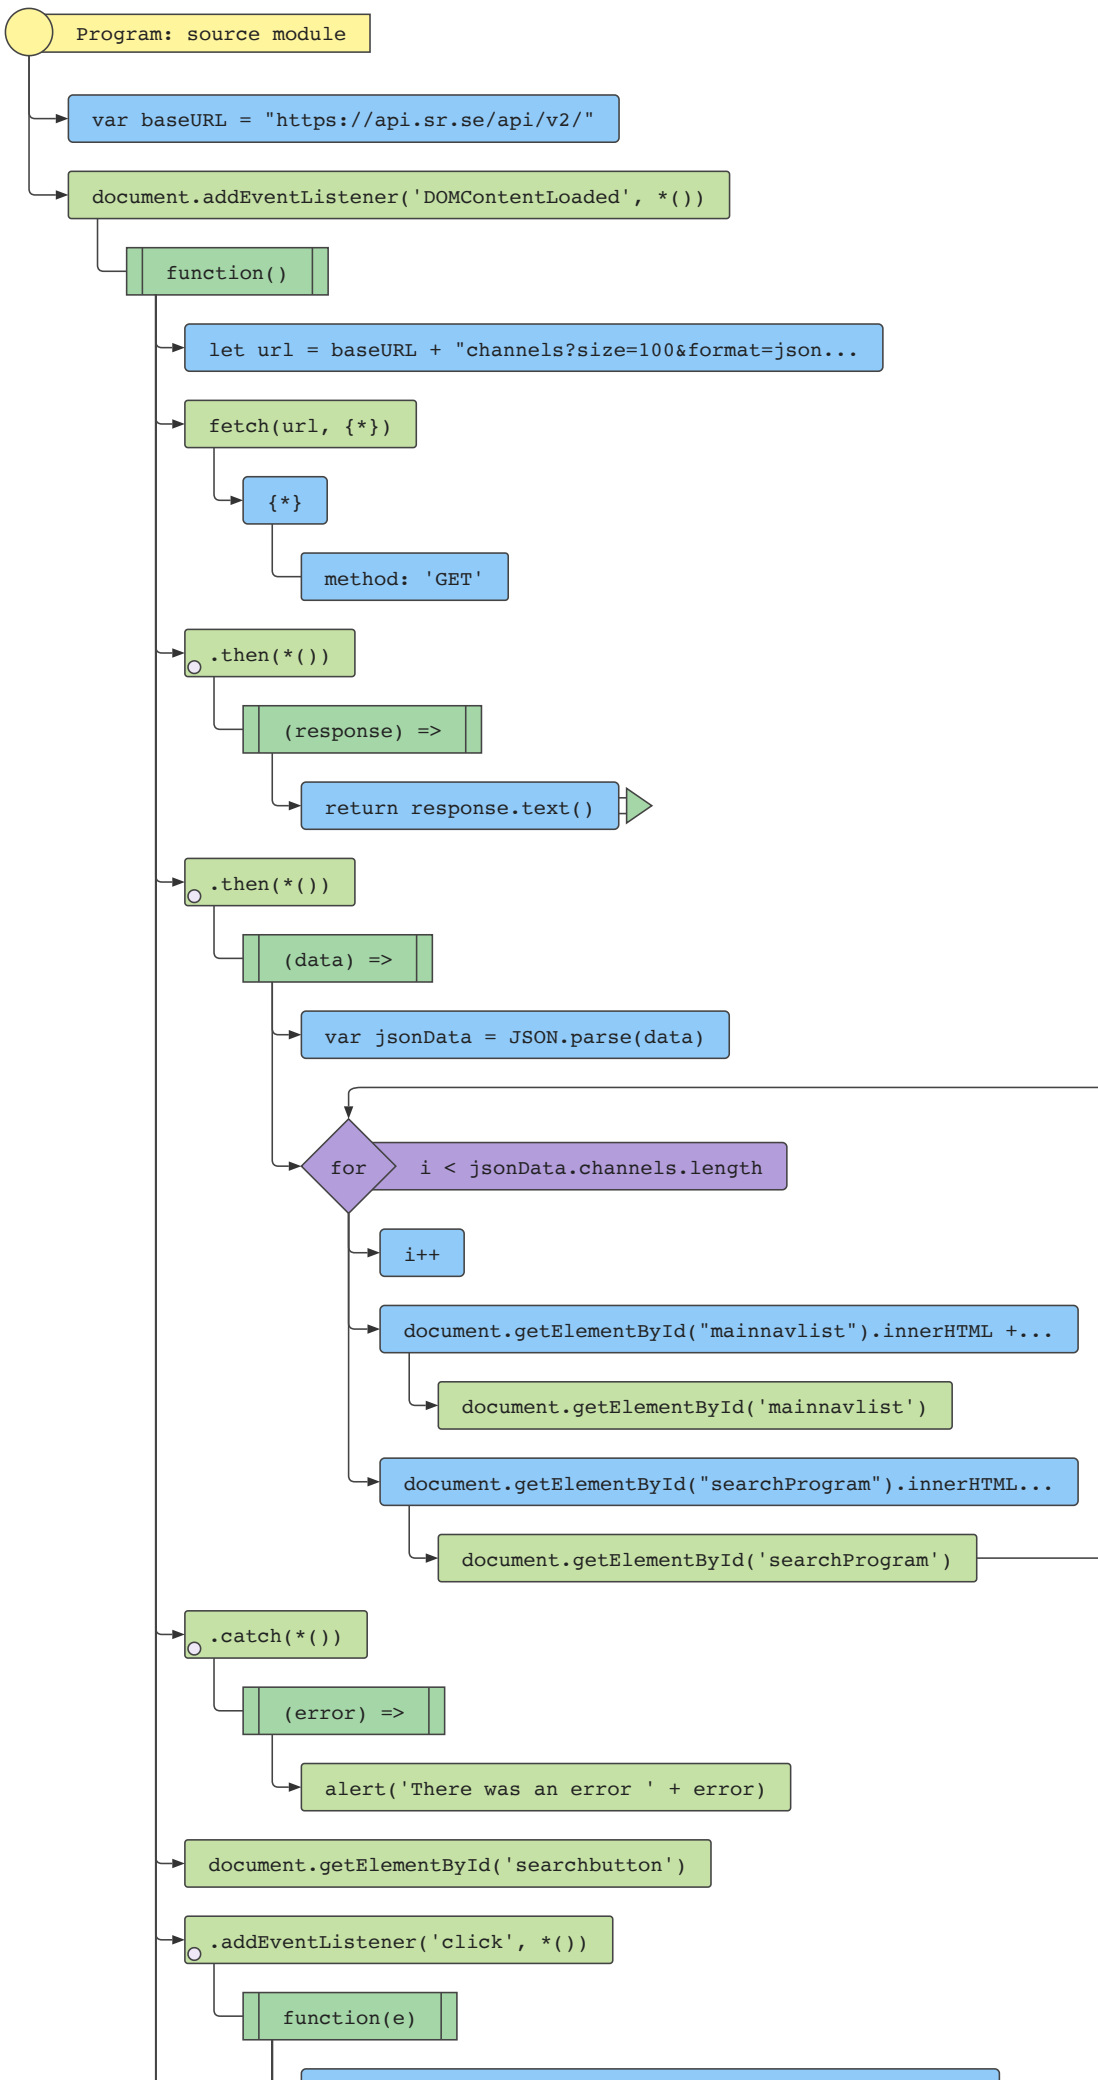 Program: source module
var baseURL = "https://api.sr.se/api/v2/"
document.addEventListener('DOMContentLoaded', *())
function()
let url = baseURL + "channels?size=100&format=json...
fetch(url, {*})
{*}
method: 'GET'
.then(*())
(response) =>
return response.text()
.then(*())
(data) =>
var jsonData = JSON.parse(data)
for i < jsonData.channels.length
i++
document.getElementById("mainnavlist").innerHTML +...
document.getElementById('mainnavlist')
document.getElementById("searchProgram").innerHTML...
document.getElementById('searchProgram')
.catch(*())
(error) =>
alert('There was an error ' + error)
document.getElementById('searchbutton')
.addEventListener('click', *())
function(e)